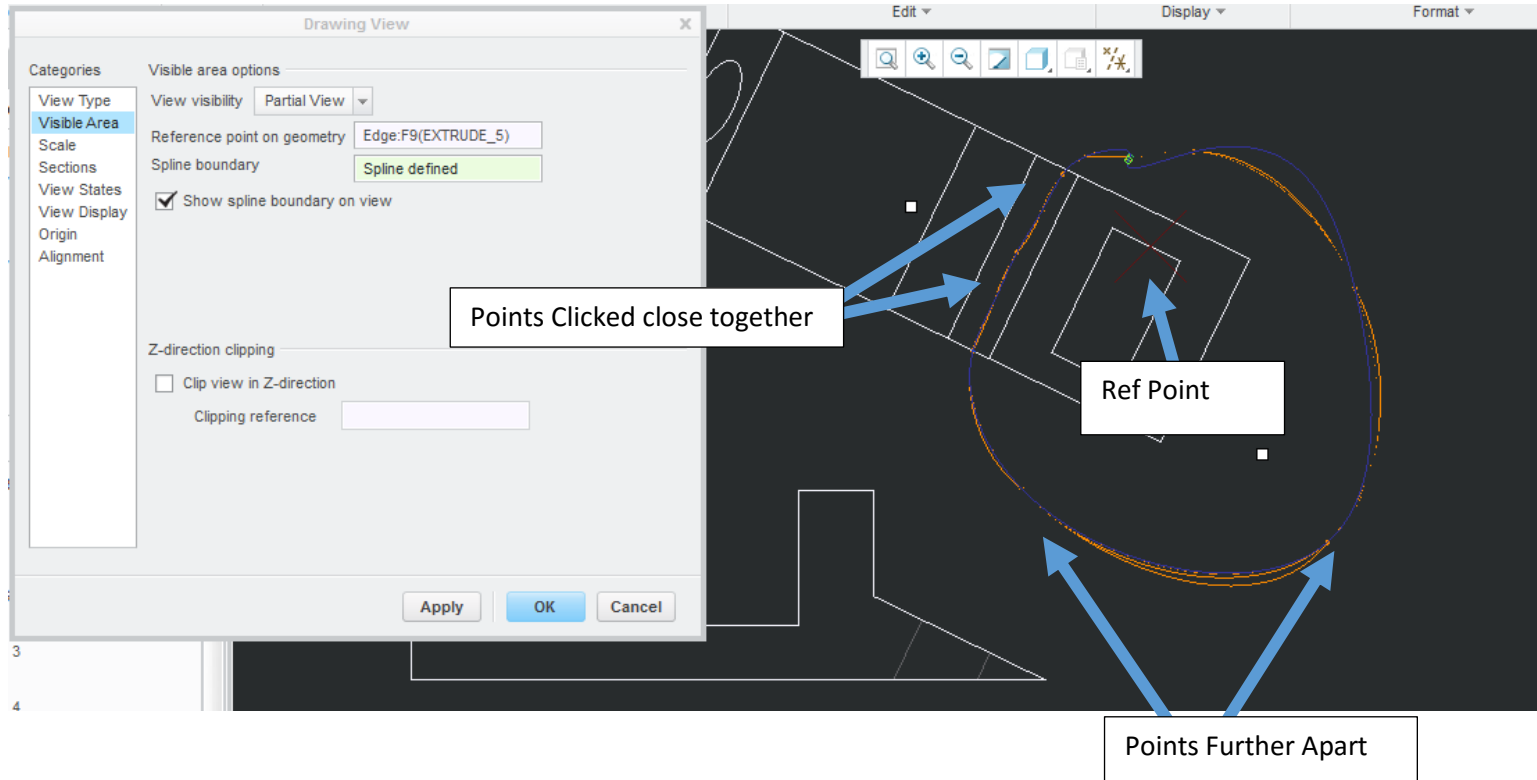 Edit
Display
Format
Drawing View
X
Categories
Visible area options
View Type
Visible Area
Scale
Sections
View States
View Display
Origin
Alignment
View visibility Partial View
Reference point on geometry Edge:F9(EXTRUDE_5)
Spline boundary Spline defined
Show spline boundary on view
Points Clicked close together
Ref Point
Z-direction clipping
Clip view in Z-direction
Clipping reference
Apply
OK
Cancel
3
4
Points Further Apart